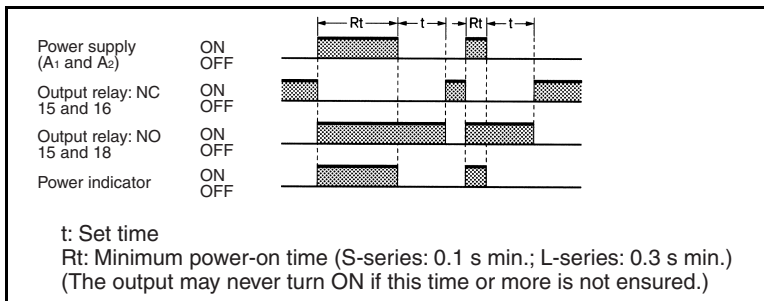 Rt t Rt t
Power supply ON
(A1 and A2) OFF
Output relay: NC ON
15 and 16 OFF
Output relay: NO ON
15 and 18 OFF
Power indicator ON
OFF
t: Set time
Rt: Minimum power-on time (S-series: 0.1 s min.; L-series: 0.3 s min.)
(The output may never turn ON if this time or more is not ensured.)